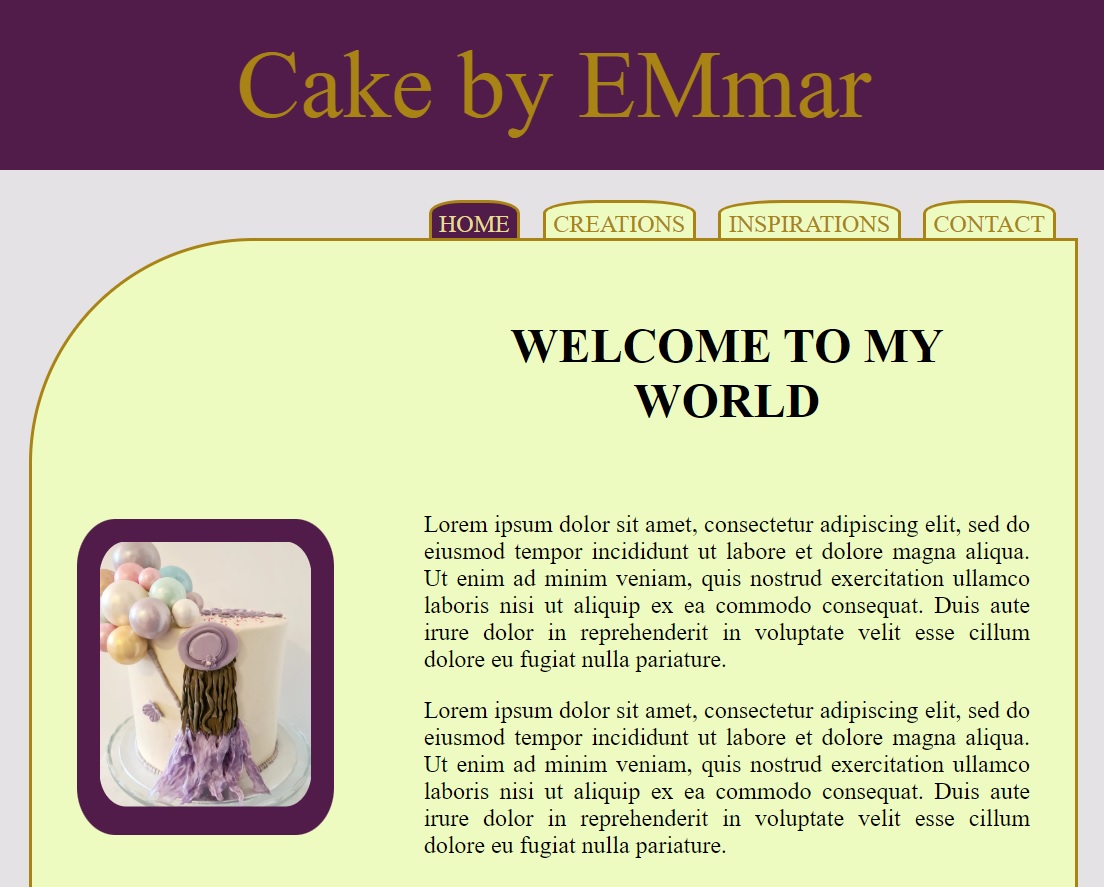 Cake by EMmar
HOME CREATIONS INSPIRATIONS CONTACT
WELCOME TO MY
WORLD
Lorem ipsum dolor sit amet, consectetur adipiscing elit, sed do
eiusmod tempor incididunt ut labore et dolore magna aliqua.
Ut enim ad minim veniam, quis nostrud exercitation ullamco
laboris nisi ut aliquip ex ea commodo consequat. Duis aute
irure dolor in reprehenderit in voluptate velit esse cillum
dolore eu fugiat nulla pariature.
Lorem ipsum dolor sit amet, consectetur adipiscing elit, sed do
eiusmod tempor incididunt ut labore et dolore magna aliqua.
Ut enim ad minim veniam, quis nostrud exercitation ullamco
laboris nisi ut aliquip ex ea commodo consequat. Duis aute
irure dolor in reprehenderit in voluptate velit esse cillum
dolore eu fugiat nulla pariature.